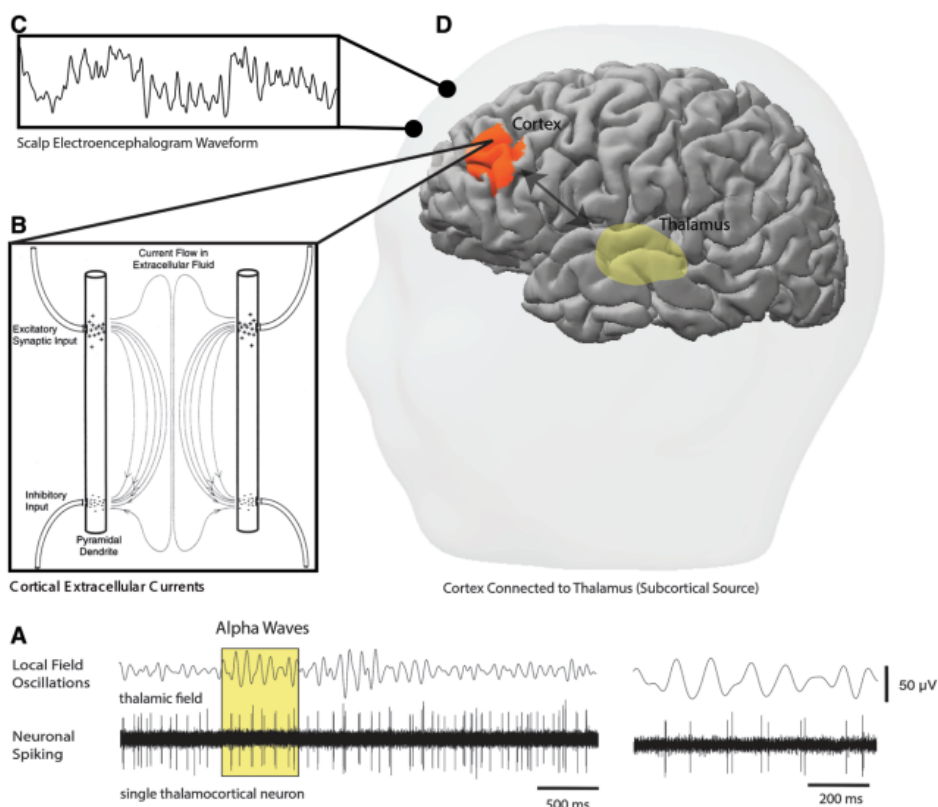 C
D
Cortex
Scalp Electroencephalogram Waveform
B
Thalamus
Current Flow in
Extracellular Fluid
Excitatory
Synaptic Input
Inhibitory
Input
Pyramidal
Dendrite
Cortical Extracellular Currents
Cortex Connected to Thalamus (Subcortical Source)
A
Alpha Waves
Local Field
Oscillations
thalamic field
50 μV
Neuronal
Spiking
single thalamocortical neuron
500 ms
200 ms